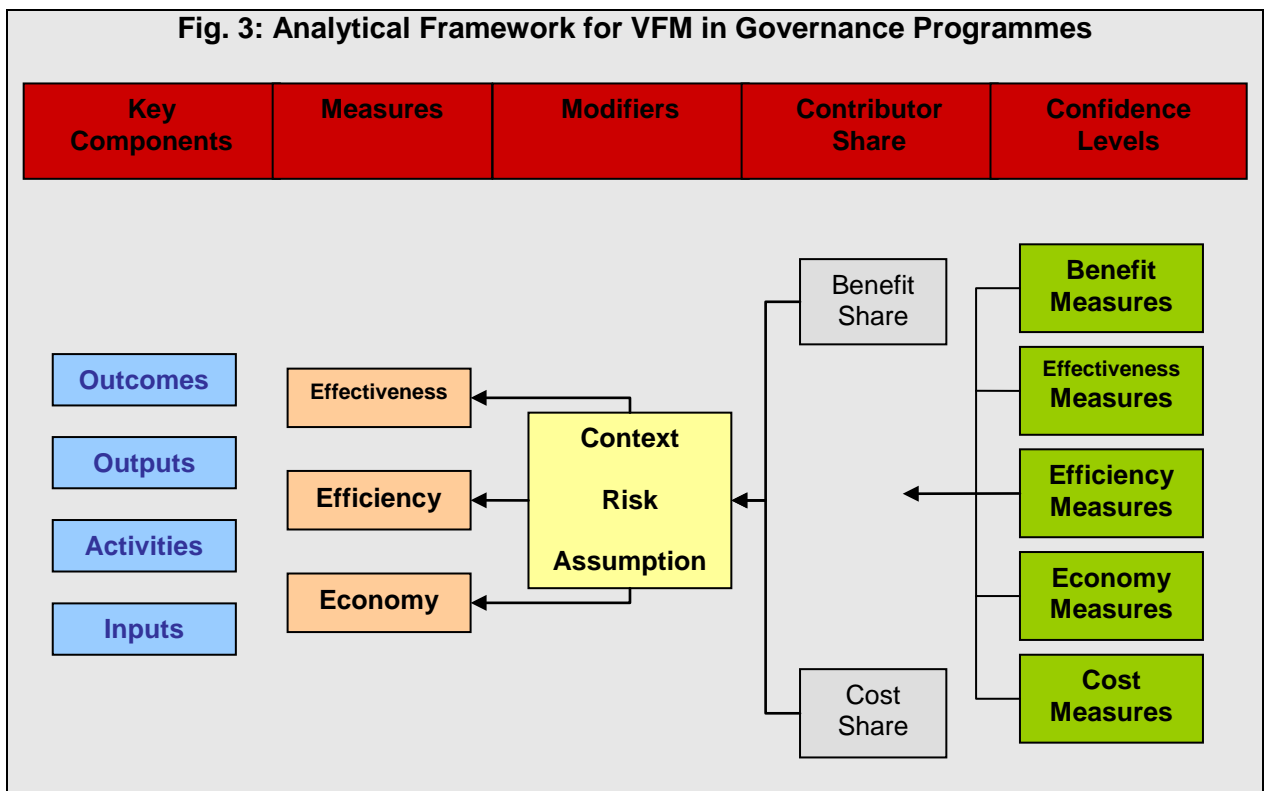 Fig. 3: Analytical Framework for VFM in Governance Programmes
Key
Components
Measures
Modifiers
Contributor
Share
Confidence
Levels
Outcomes
Outputs
Activities
Inputs
Effectiveness
Efficiency
Economy
Context
Risk
Assumption
Benefit
Share
Cost
Share
Benefit
Measures
Effectiveness
Measures
Efficiency
Measures
Economy
Measures
Cost
Measures